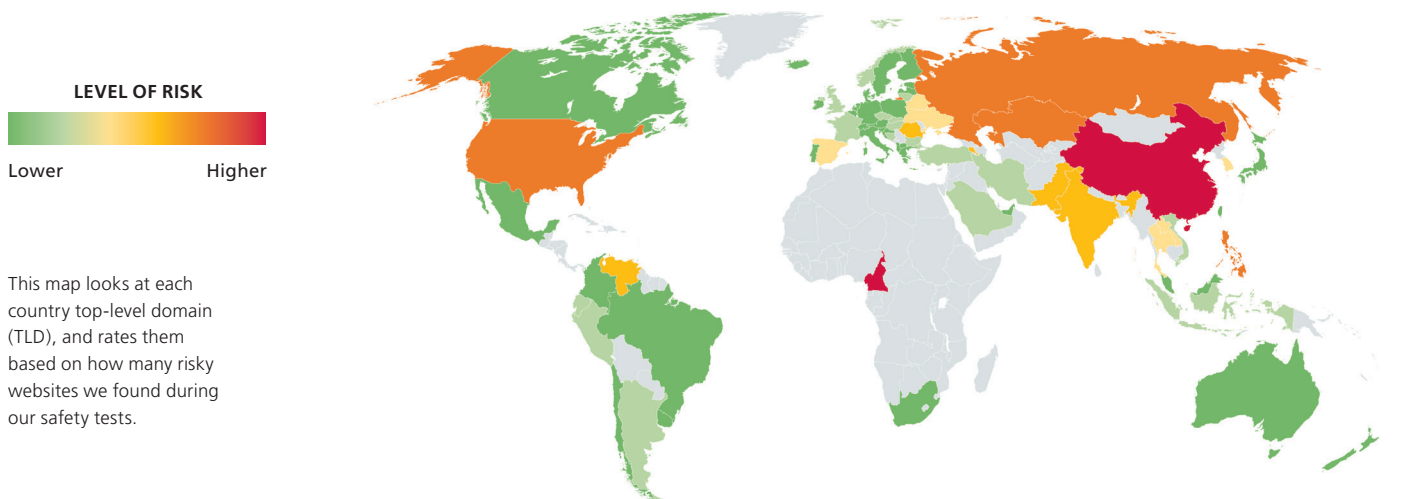 LEVEL OF RISK
Lower Higher
This map looks at each
country top-level domain
(TLD), and rates them
based on how many risky
websites we found during
our safety tests.